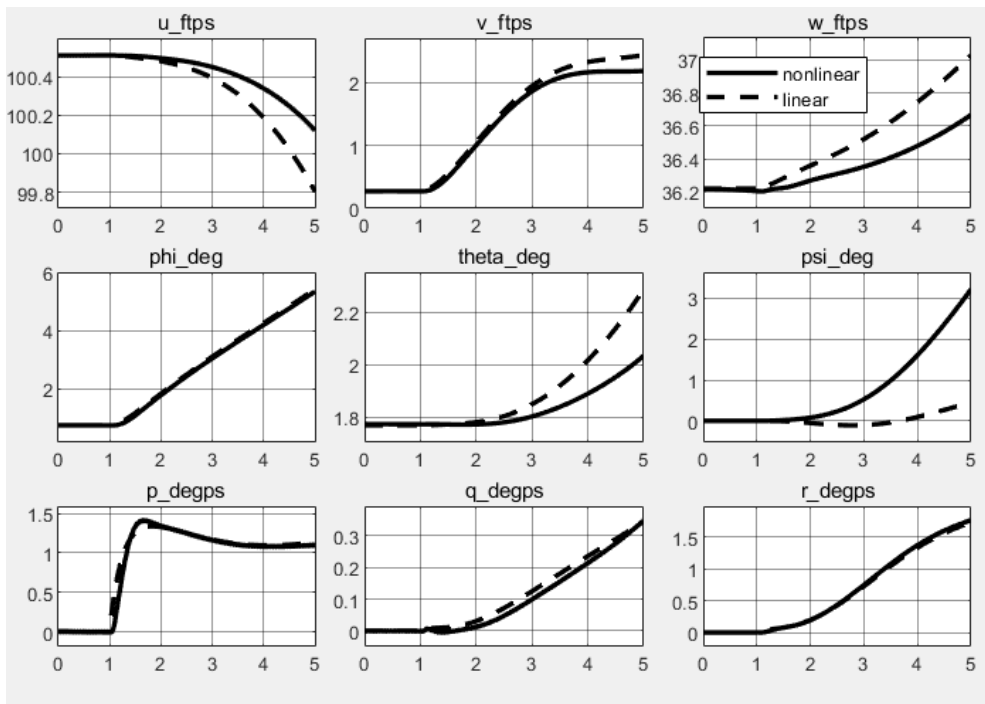 u_ftps
v_ftps
w_ftps
100.4
100.2
100
99.8
0 1 2 3 4 5
2
1
0
0 1 2 3 4 5
37
36.8
36.6
36.4
36.2
0 1 2 3 4 5
nonlinear
linear
phi_deg
theta_deg
psi_deg
6
4
2
0 1 2 3 4 5
2.2
2
1.8
0 1 2 3 4 5
3
2
1
0
0 1 2 3 4 5
p_degps
q_degps
r_degps
1.5
1
0.5
0
0 1 2 3 4 5
0.3
0.2
0.1
0
0 1 2 3 4 5
1.5
1
0.5
0
0 1 2 3 4 5